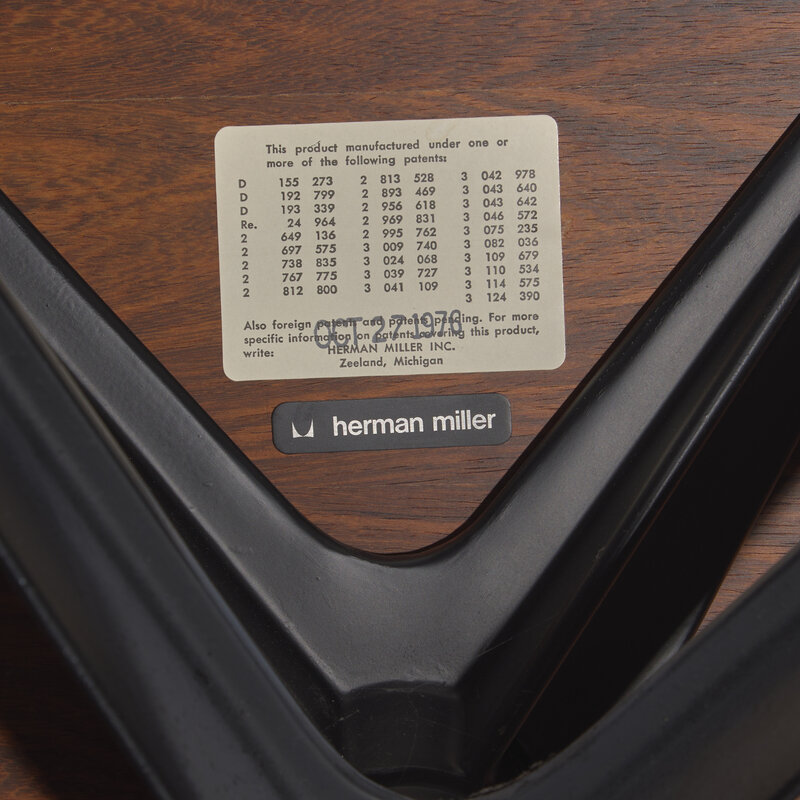 This product manufactured under one or
more of the following patents:
D 155 273 2 813 528 3 042 978
D 192 799 2 893 469 3 043 640
D 193 339 2 956 618 3 043 642
Re. 24 964 2 969 831 3 046 572
2 649 136 2 995 762 3 075 235
2 697 575 3 009 740 3 082 036
2 738 835 3 024 068 3 109 679
2 767 775 3 039 727 3 110 534
2 812 800 3 041 109 3 114 575
3 124 390
Also foreign patents and patents pending. For more
specific information on patents covering this product,
write: HERMAN MILLER INC.
Zeeland, Michigan
OCT 27 1976
herman miller